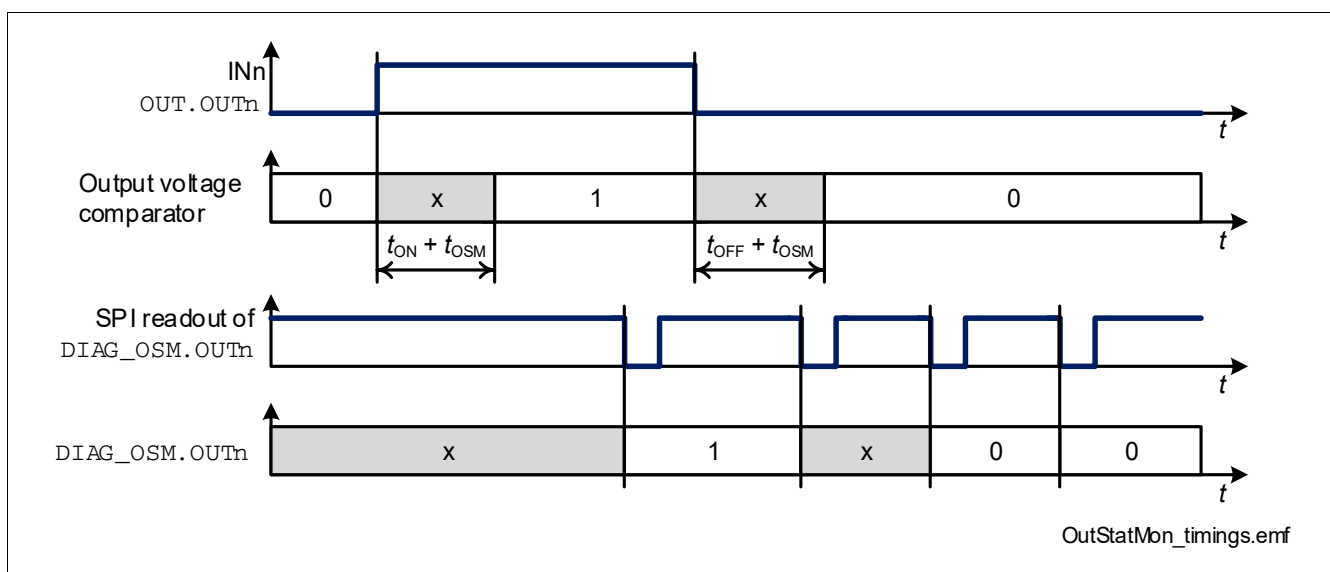 INn
OUT.OUTn
t
Output voltage
comparator
0 x 1 x 0
t
tON + tOSM tOFF + tOSM
SPI readout of
DIAG_OSM.OUTn
t
DIAG_OSM.OUTn x 1 x 0 0
t
OutStatMon_timings.emf